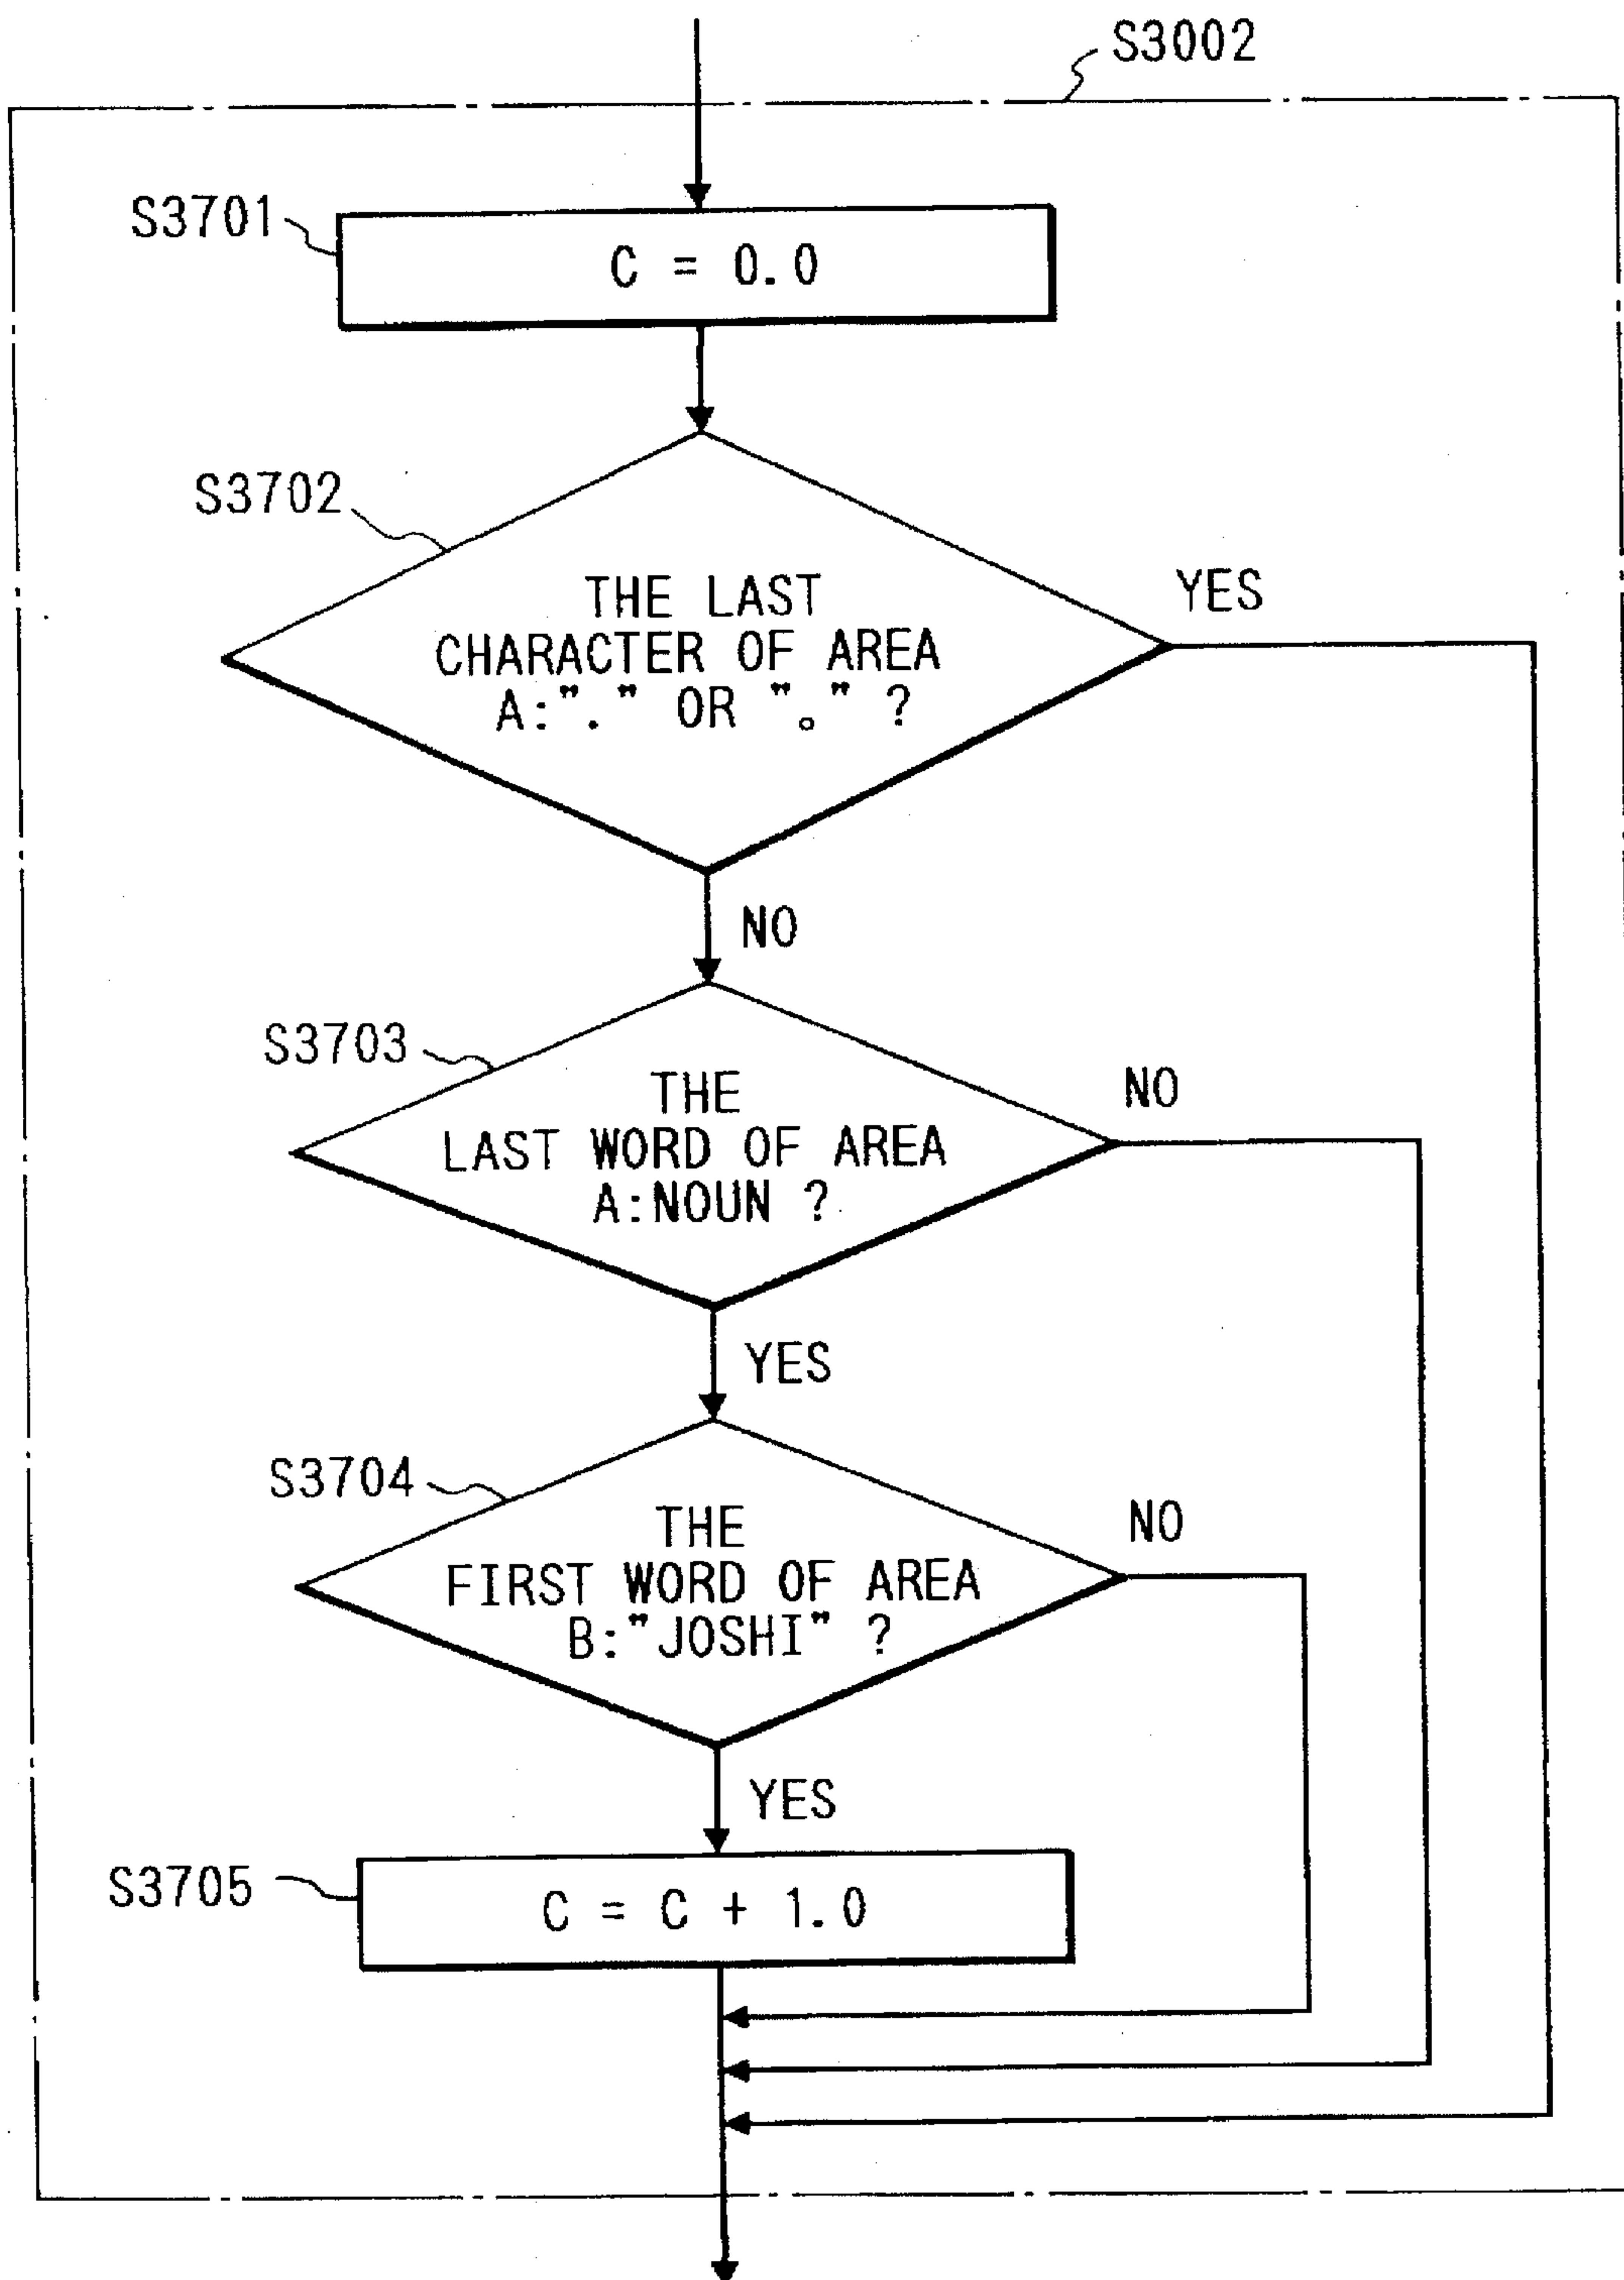 S3002
S3701
C = 0.0
S3702
THE LAST
CHARACTER OF AREA
A:"." OR "。" ?
YES
NO
S3703
THE
LAST WORD OF AREA
A:NOUN ?
NO
YES
S3704
THE
FIRST WORD OF AREA
B:"JOSHI" ?
NO
YES
S3705
C = C + 1.0